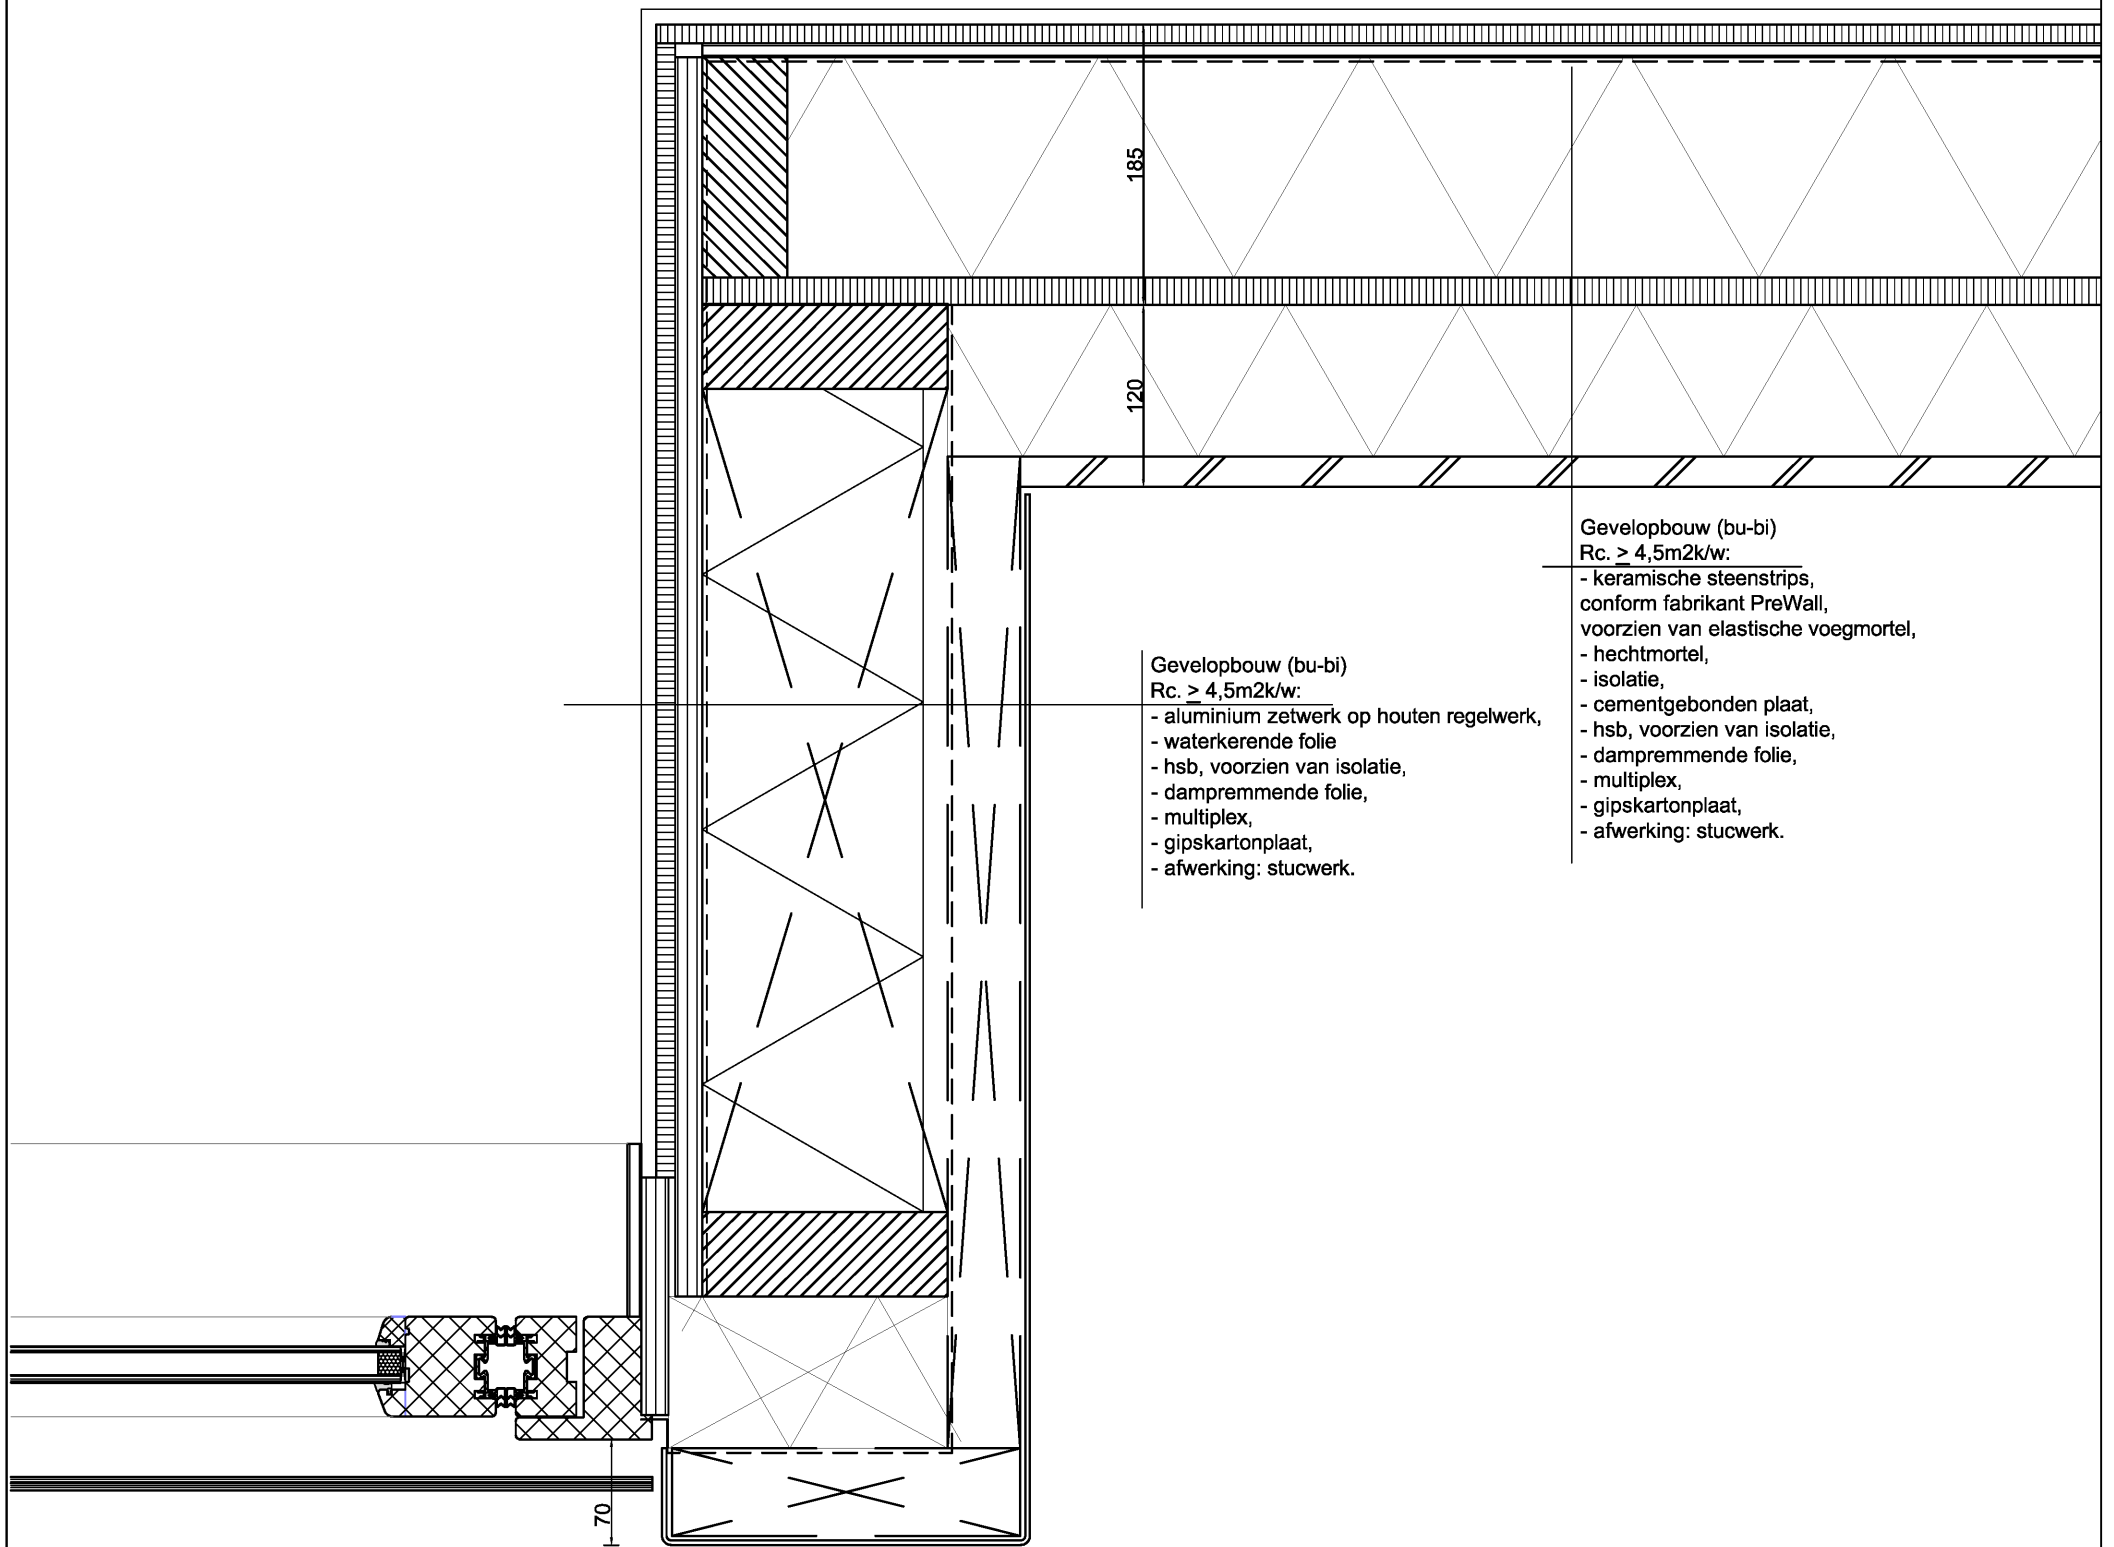 185
120
Gevelopbouw (bu-bi)
Rc. ≥ 4,5m2k/w:
- keramische steenstrips,
conform fabrikant PreWall,
voorzien van elastische voegmortel,
- hechtmortel,
- isolatie,
- cementgebonden plaat,
- hsb, voorzien van isolatie,
- dampremmende folie,
- multiplex,
- gipskartonplaat,
- afwerking: stucwerk.
Gevelopbouw (bu-bi)
Rc. ≥ 4,5m2k/w:
- aluminium zetwerk op houten regelwerk,
- waterkerende folie
- hsb, voorzien van isolatie,
- dampremmende folie,
- multiplex,
- gipskartonplaat,
- afwerking: stucwerk.
70